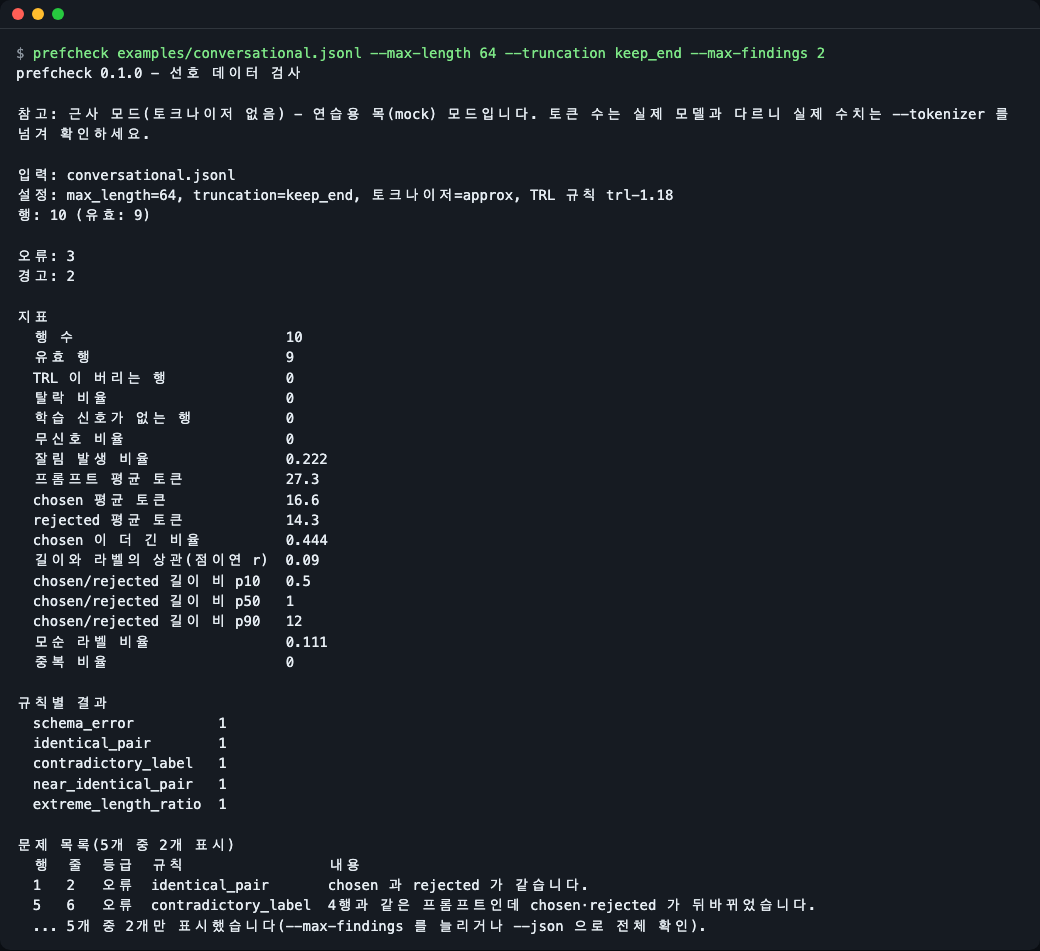 $ prefcheck examples/conversational.jsonl --max-length 64 --truncation keep_end --max-findings 2
prefcheck 0.1.0 — 선호 데이터 검사
참고: 근사 모드(토크나이저 없음) — 연습용 목(mock) 모드입니다. 토큰 수는 실제 모델과 다르니 실제 수치는 --tokenizer 를
넘겨 확인하세요.
입력: conversational.jsonl
설정: max_length=64, truncation=keep_end, 토크나이저=approx, TRL 규칙 trl-1.18
행: 10 (유효: 9)
오류: 3
경고: 2
지표
행 수 10
유효 행 9
TRL 이 버리는 행 0
탈락 비율 0
학습 신호가 없는 행 0
무신호 비율 0
잘림 발생 비율 0.222
프롬프트 평균 토큰 27.3
chosen 평균 토큰 16.6
rejected 평균 토큰 14.3
chosen 이 더 긴 비율 0.444
길이와 라벨의 상관(점이연 r) 0.09
chosen/rejected 길이 비 p10 0.5
chosen/rejected 길이 비 p50 1
chosen/rejected 길이 비 p90 12
모순 라벨 비율 0.111
중복 비율 0
규칙별 결과
schema_error 1
identical_pair 1
contradictory_label 1
near_identical_pair 1
extreme_length_ratio 1
문제 목록(5개 중 2개 표시)
행 줄 등급 규칙 내용
1 2 오류 identical_pair chosen 과 rejected 가 같습니다.
5 6 오류 contradictory_label 4행과 같은 프롬프트인데 chosen·rejected 가 뒤바뀌었습니다.
... 5개 중 2개만 표시했습니다(--max-findings 를 늘리거나 --json 으로 전체 확인).